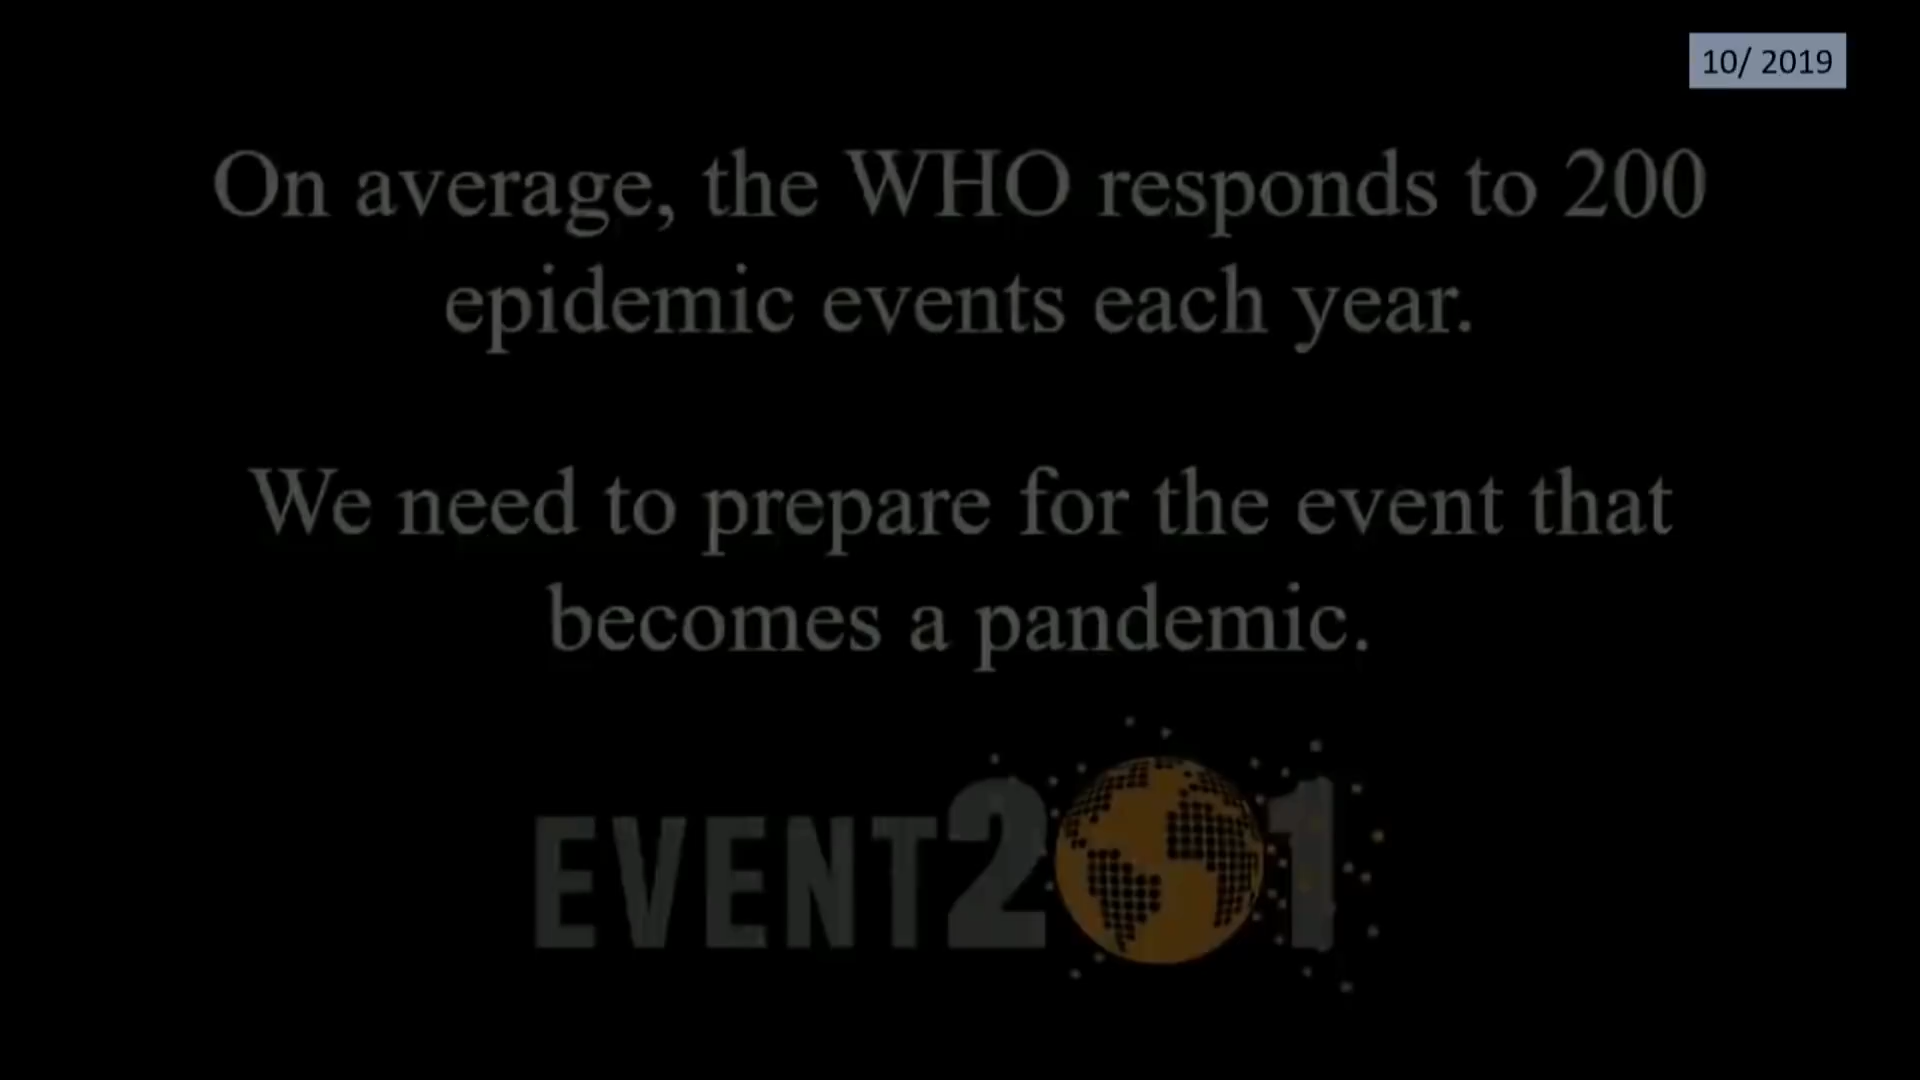 10/ 2019
On average, the WHO responds to 200
epidemic events each year.
We need to prepare for the event that
becomes a pandemic.
EVENT201